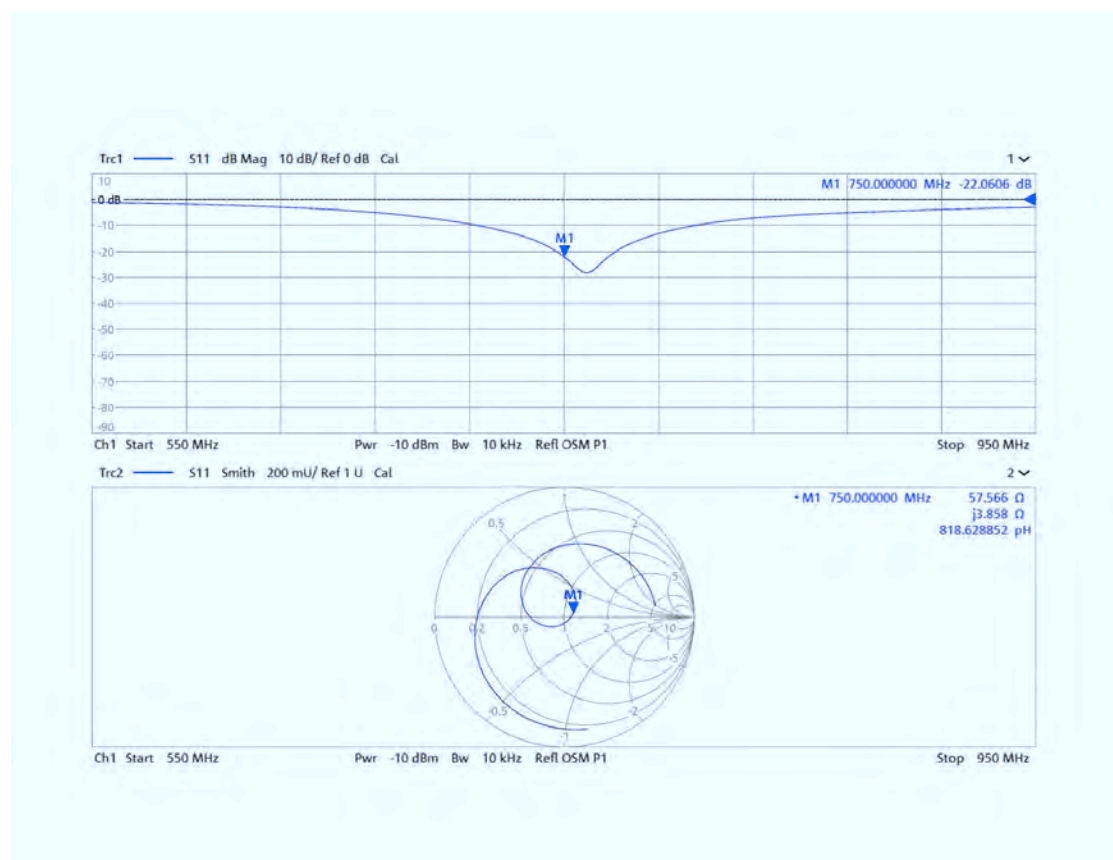 Trc1 S11 dB Mag 10 dB/ Ref 0 dB Cal 1
10
M1 750.000000 MHz -22.0606 dB
0 dB
-10
M1
-20
-30
-40
-50
-60
-70
-80
-90
Ch1 Start 550 MHz Pwr -10 dBm Bw 10 kHz Refl OSM P1 Stop 950 MHz
Trc2 S11 Smith 200 mU/ Ref 1 U Cal 2
M1 750.000000 MHz 57.566 Ω
j3.858 Ω
818.628852 pH
1
0.5 2
5
M1
0 0.2 0.5 1 2 5 10
-5
-0.5 -2
-1
Ch1 Start 550 MHz Pwr -10 dBm Bw 10 kHz Refl OSM P1 Stop 950 MHz